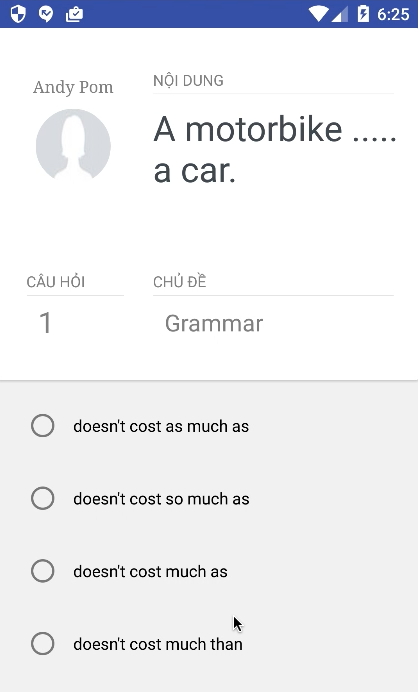 6:25
Andy Pom
NỘI DUNG
A motorbike .....
a car.
CÂU HỎI
CHỦ ĐỀ
1
Grammar
doesn't cost as much as
doesn't cost so much as
doesn't cost much as
doesn't cost much than